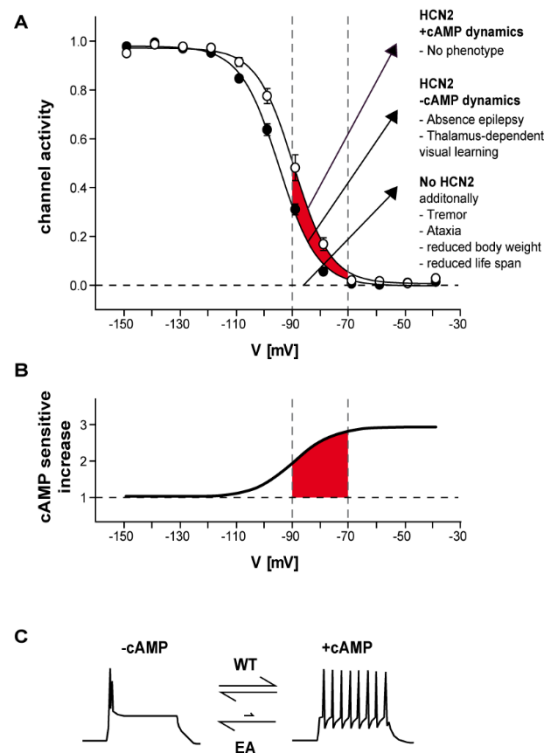 A
HCN2
+cAMP dynamics
- No phenotype
HCN2
-cAMP dynamics
- Absence epilepsy
- Thalamus-dependent
visual learning
No HCN2
additonally
- Tremor
- Ataxia
- reduced body weight
- reduced life span
channel activity
1.0
0.8
0.6
0.4
0.2
0.0
-150 -130 -110 -90 -70 -50 -30
V [mV]
B
cAMP sensitive
increase
3
2
1
-150 -130 -110 -90 -70 -50 -30
V [mV]
C
-cAMP
WT
EA
+cAMP